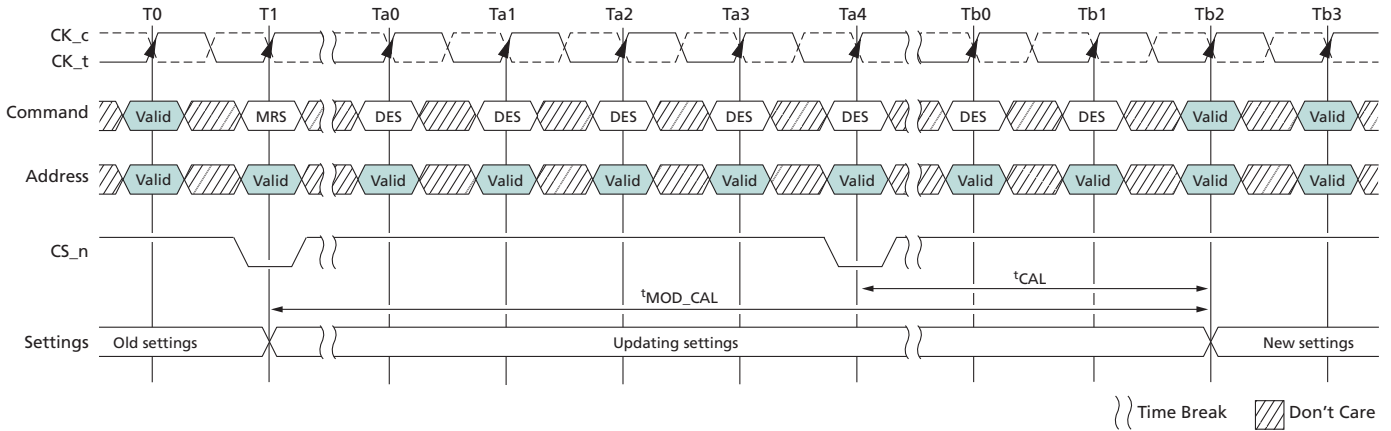 T0 T1 Ta0 Ta1 Ta2 Ta3 Ta4 Tb0 Tb1 Tb2 Tb3
CK_c
CK_t
Command Valid MRS DES DES DES DES DES DES DES Valid Valid
Address Valid Valid Valid Valid Valid Valid Valid Valid Valid Valid Valid
CS_n
tCAL
tMOD_CAL
Settings Old settings Updating settings New settings
Time Break Don't Care